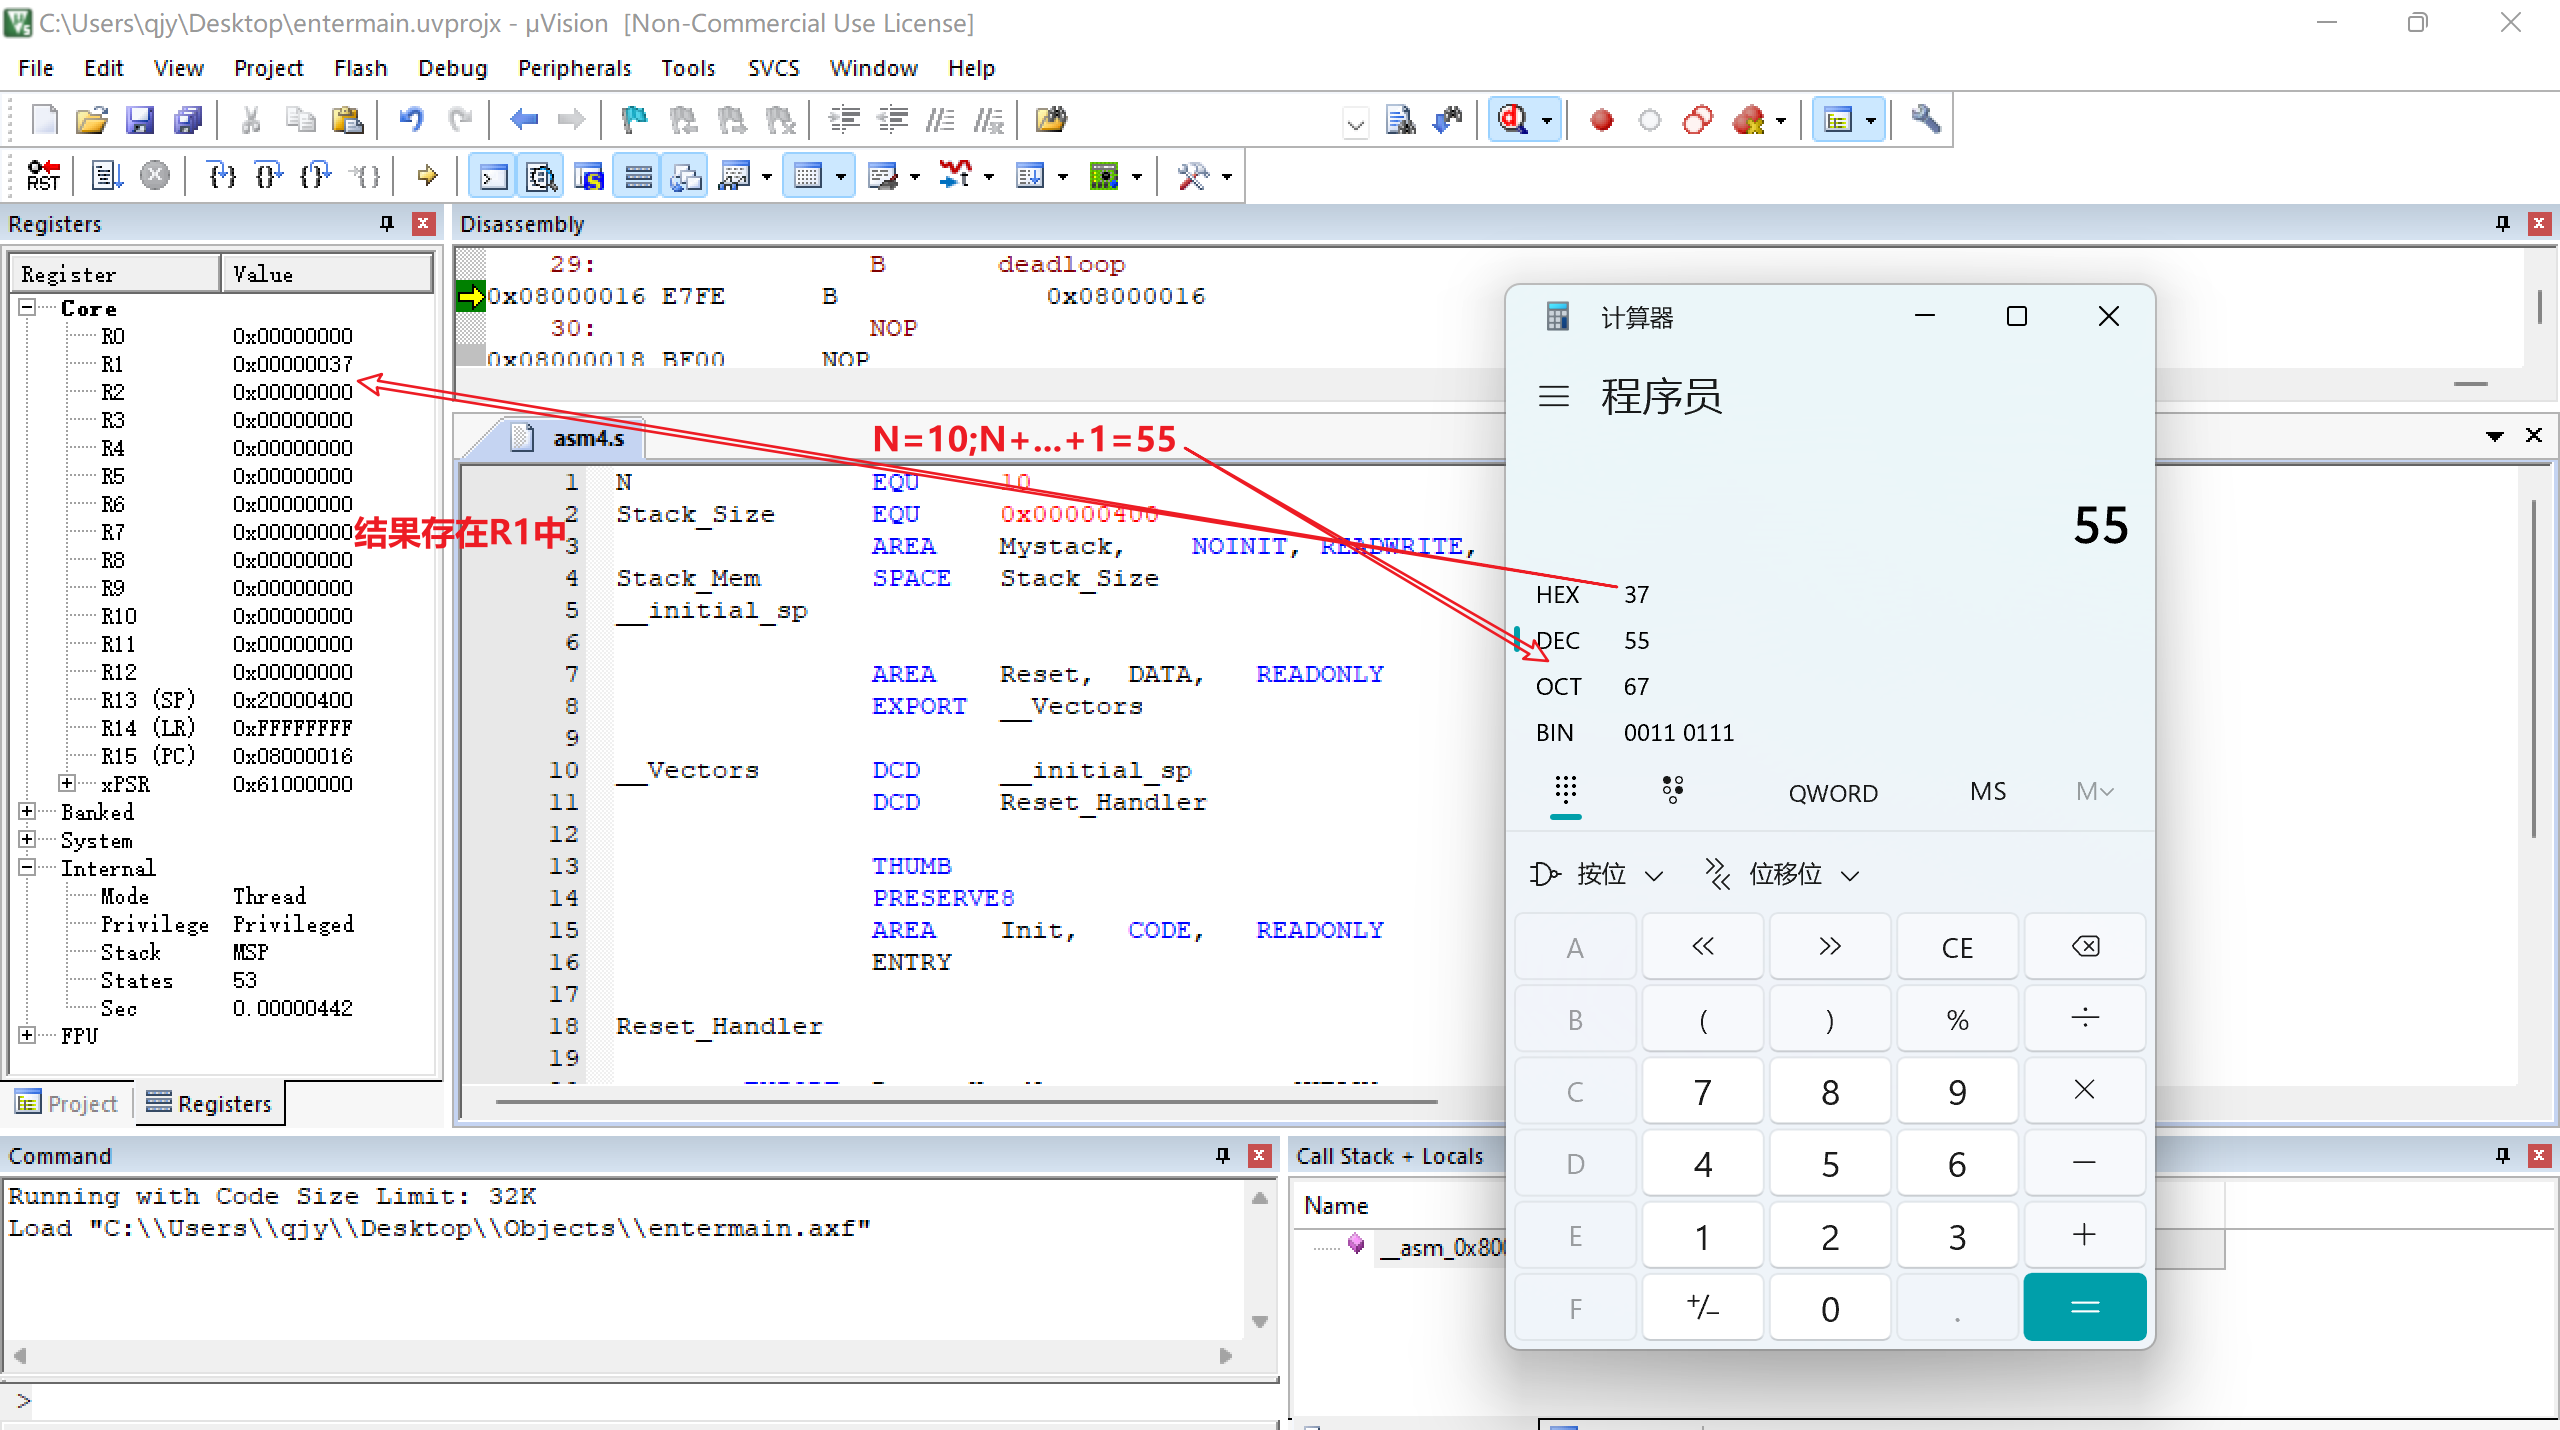 C:\Users\qjy\Desktop\entermain.uvprojx - µVision  [Non-Commercial Use License]
File Edit View Project Flash Debug Peripherals Tools SVCS Window Help
RST
Registers
Register Value
Core
R0 0x00000000
R1 0x00000037
R2 0x00000000
R3 0x00000000
R4 0x00000000
R5 0x00000000
R6 0x00000000
R7 0x00000000
R8 0x00000000
R9 0x00000000
R10 0x00000000
R11 0x00000000
R12 0x00000000
R13 (SP) 0x20000400
R14 (LR) 0xFFFFFFFF
R15 (PC) 0x08000016
xPSR 0x61000000
Banked
System
Internal
Mode Thread
Privilege Privileged
Stack MSP
States 53
Sec 0.00000442
FPU
Project Registers
结果存在R1中
Disassembly
29: B deadloop
0x08000016 E7FE B 0x08000016
30: NOP
0x08000018 BF00 NOP
asm4.s
N=10;N+...+1=55
1 N EQU 10
2 Stack_Size EQU 0x00000400
3 AREA Mystack, NOINIT, READWRITE,
4 Stack_Mem SPACE Stack_Size
5 __initial_sp
6
7 AREA Reset, DATA, READONLY
8 EXPORT __Vectors
9
10 __Vectors DCD __initial_sp
11 DCD Reset_Handler
12
13 THUMB
14 PRESERVE8
15 AREA Init, CODE, READONLY
16 ENTRY
17
18 Reset_Handler
19
计算器
程序员
55
HEX 37
DEC 55
OCT 67
BIN 0011 0111
QWORD MS M
按位 位移位
A « » CE
B ( ) % ÷
C 7 8 9 ×
D 4 5 6 −
E 1 2 3 +
F +/− 0 . =
Command
Running with Code Size Limit: 32K
Load "C:\\Users\\qjy\\Desktop\\Objects\\entermain.axf"
>
Call Stack + Locals
Name
__asm_0x800